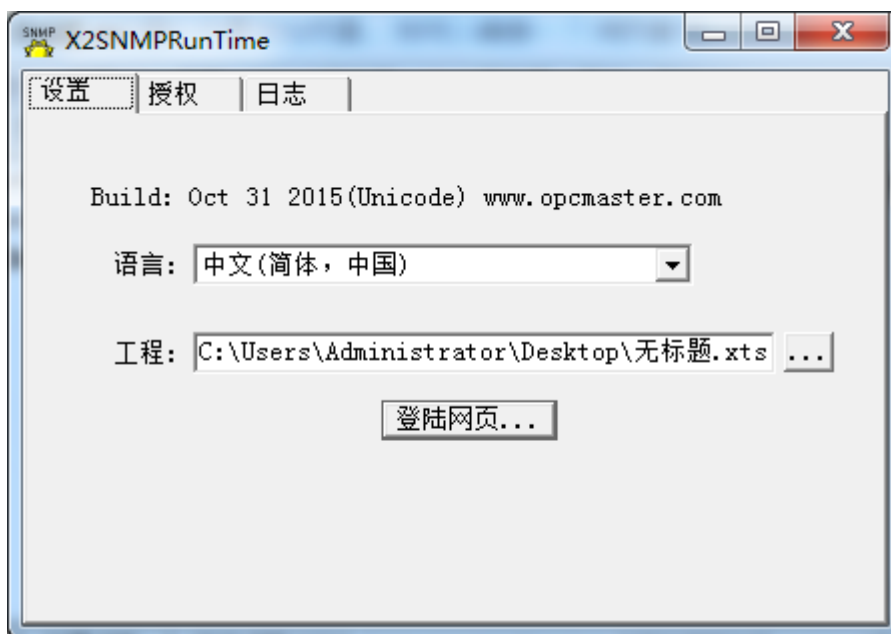 SNMP X2SNMPRunTime
设置 授权 日志
Build: Oct 31 2015(Unicode) www.opcmaster.com
语言: 中文(简体，中国)
工程: C:\Users\Administrator\Desktop\无标题.xts ...
登陆网页...